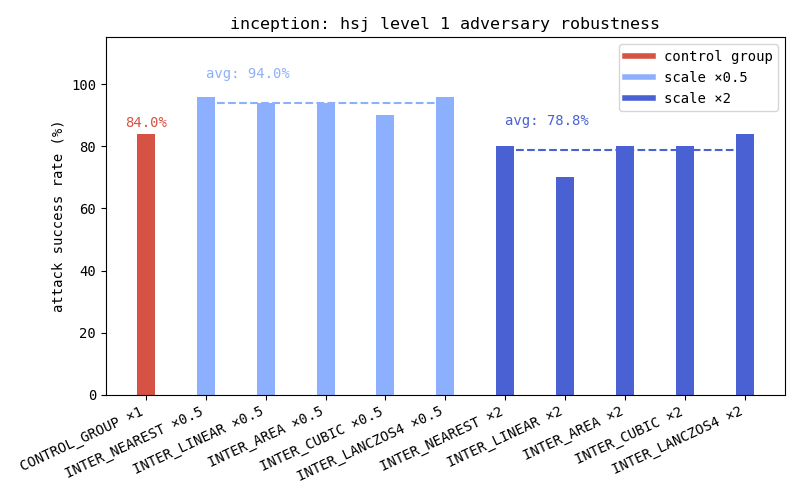 inception: hsj level 1 adversary robustness
control group
scale ×0.5
scale ×2
avg: 94.0%
avg: 78.8%
84.0%
attack success rate (%)
100
80
60
40
20
0
CONTROL_GROUP ×1
INTER_NEAREST ×0.5
INTER_LINEAR ×0.5
INTER_AREA ×0.5
INTER_CUBIC ×0.5
INTER_LANCZOS4 ×0.5
INTER_NEAREST ×2
INTER_LINEAR ×2
INTER_AREA ×2
INTER_CUBIC ×2
INTER_LANCZOS4 ×2